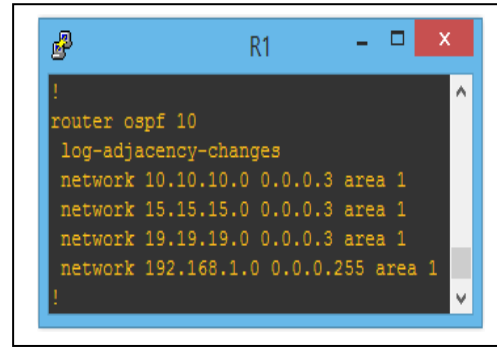 R1
!
router ospf 10
log-adjacency-changes
network 10.10.10.0 0.0.0.3 area 1
network 15.15.15.0 0.0.0.3 area 1
network 19.19.19.0 0.0.0.3 area 1
network 192.168.1.0 0.0.0.255 area 1
!